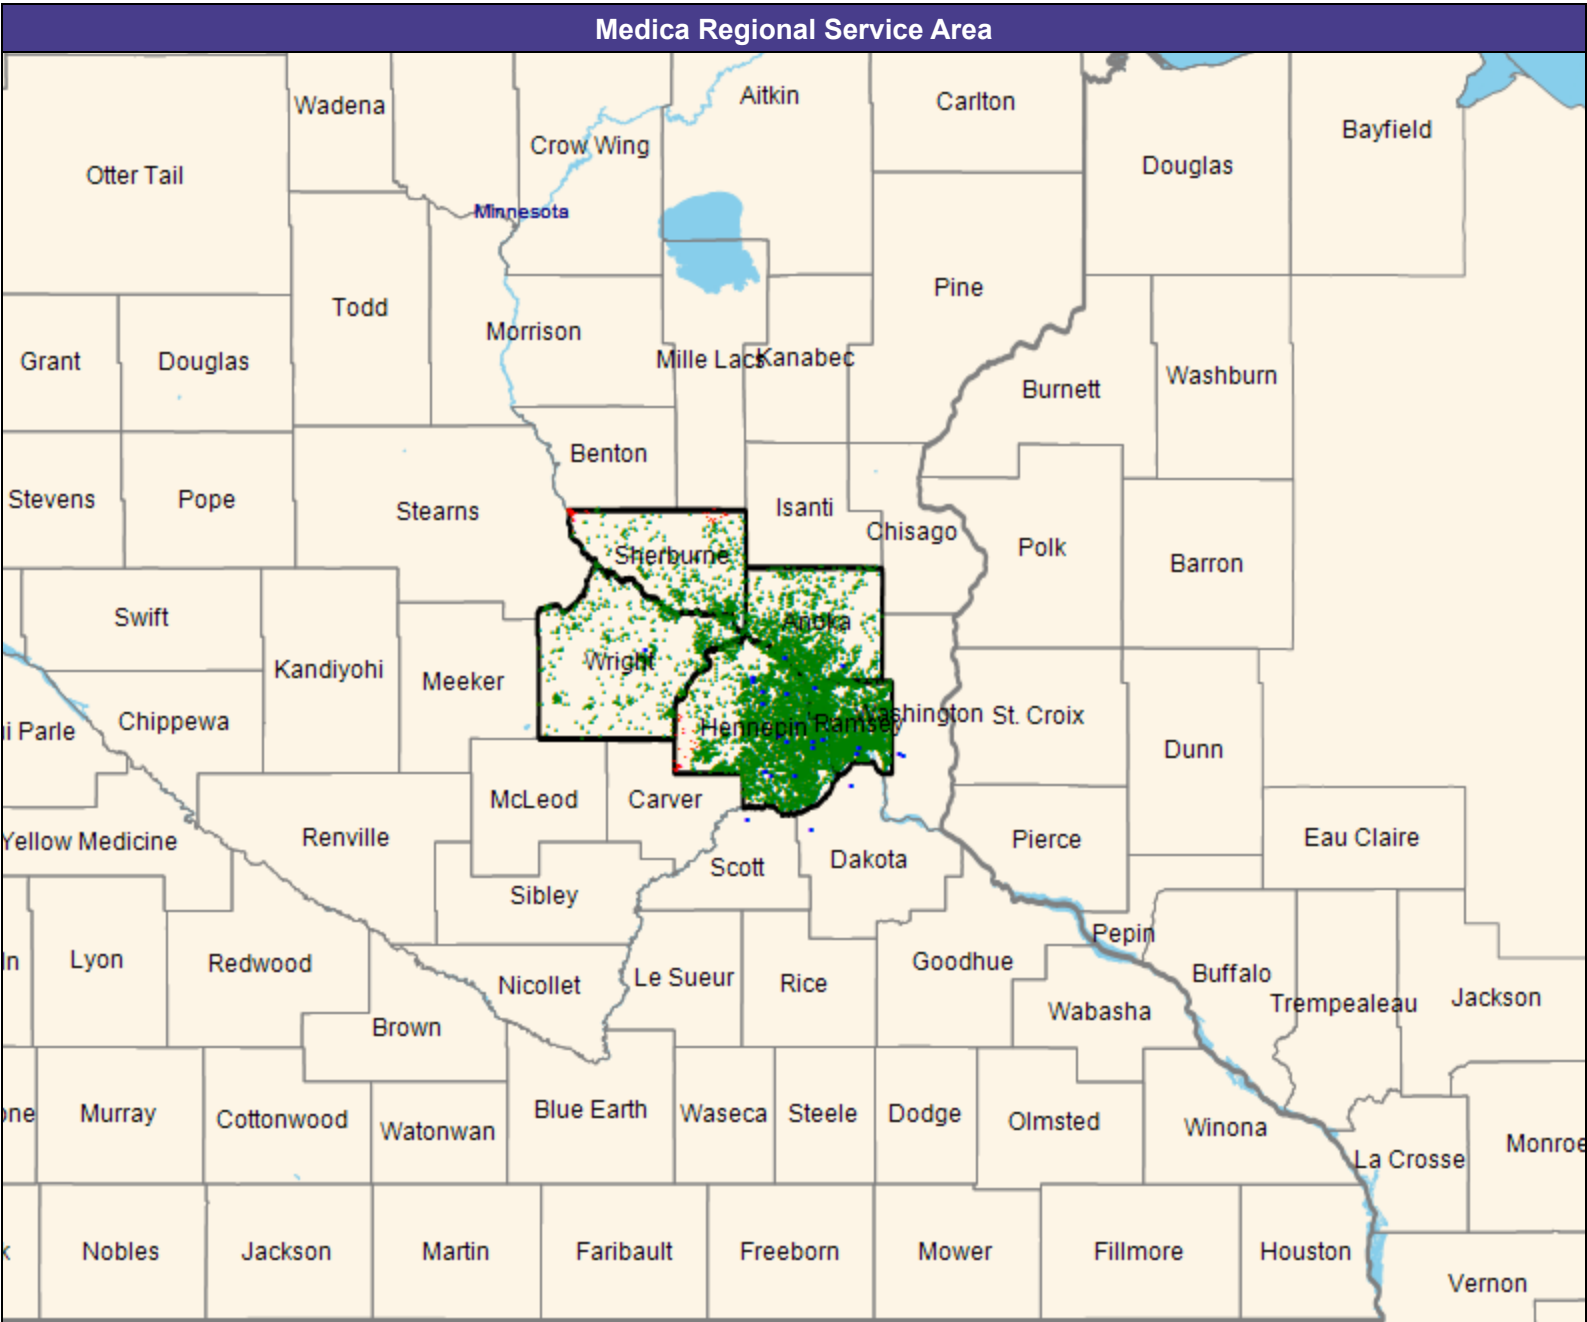 Medica Regional Service Area
Wadena
Aitkin
Carlton
Bayfield
Crow Wing
Otter Tail
Douglas
Minnesota
Pine
Todd
Morrison
Grant
Douglas
Mille Lacs
Kanabec
Burnett
Washburn
Benton
Stevens
Pope
Stearns
Isanti
Chisago
Polk
Barron
Sherburne
Swift
Anoka
Kandiyohi
Meeker
Wright
Chippewa
i Parle
Hennepin
Ramsey
Washington
St. Croix
Dunn
McLeod
Carver
Yellow Medicine
Renville
Pierce
Eau Claire
Scott
Dakota
Sibley
Pepin
ln
Lyon
Redwood
Nicollet
Le Sueur
Rice
Goodhue
Buffalo
Trempealeau
Jackson
Wabasha
Brown
one
Murray
Cottonwood
Watonwan
Blue Earth
Waseca
Steele
Dodge
Olmsted
Winona
La Crosse
Monroe
k
Nobles
Jackson
Martin
Faribault
Freeborn
Mower
Fillmore
Houston
Vernon